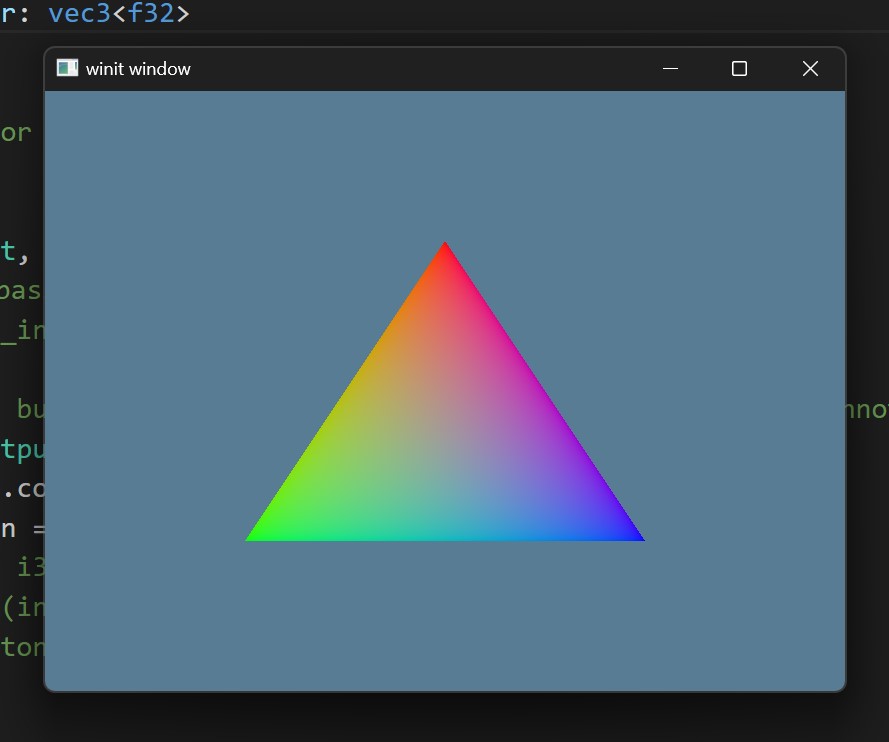 r: vec3<f32>
winit window
or
t,
pas
_in
bu
nno
tpu
.co
n =
i3
(in
ton